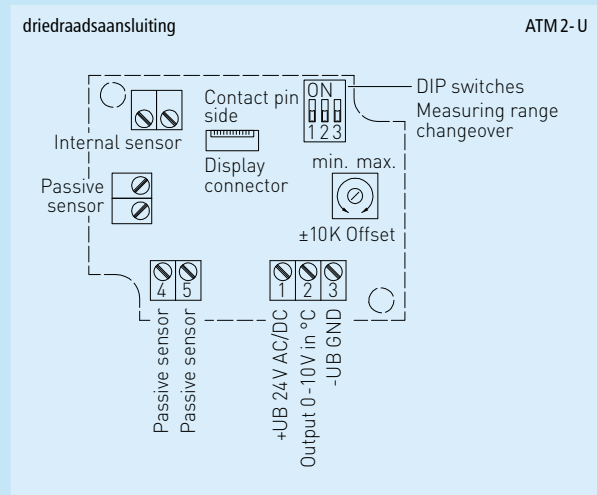 driedraadsaansluiting
ATM 2- U
Contact pin
side
ON
1 2 3
DIP switches
Measuring range
changeover
Internal sensor
Display
connector
min. max.
Passive
sensor
±10K Offset
4 5
1 2 3
Passive sensor
Passive sensor
+UB 24V AC/DC
Output 0-10V in °C
-UB GND